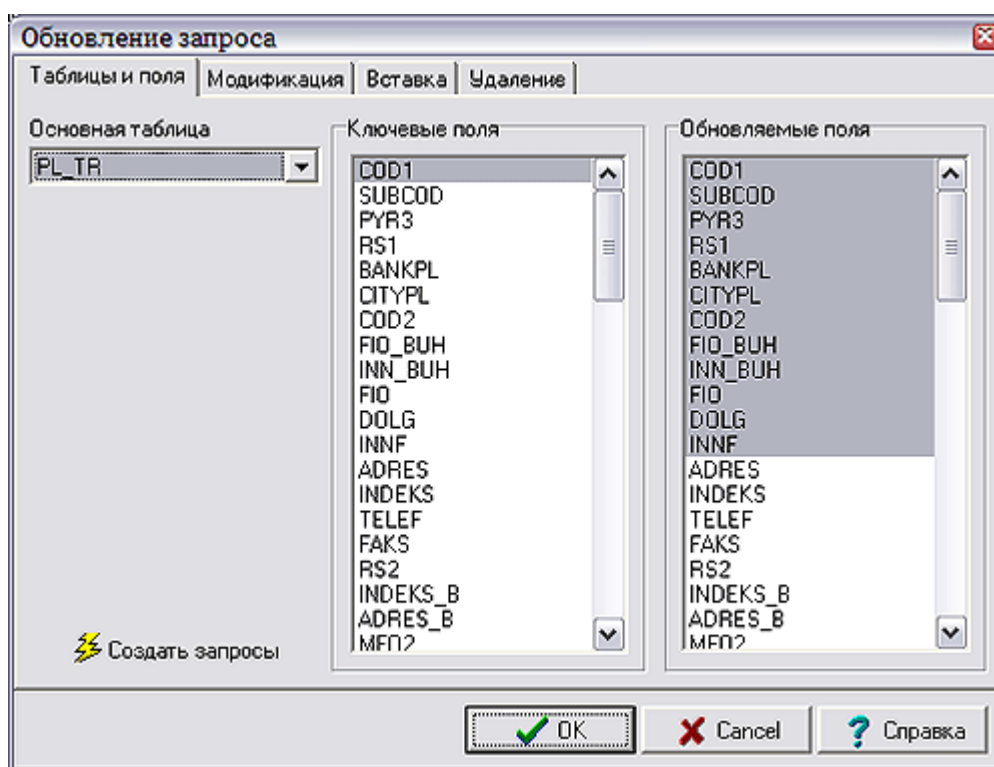 Обновление запроса
Таблицы и поля
Модификация
Вставка
Удаление
Основная таблица
PL_TR
Создать запросы
Ключевые поля
COD1
SUBCOD
PYR3
RS1
BANKPL
CITYPL
COD2
FIO_BUH
INN_BUH
FIO
DOLG
INNF
ADRES
INDEKS
TELEF
FAKS
RS2
INDEKS_B
ADRES_B
MFO2
Обновляемые поля
COD1
SUBCOD
PYR3
RS1
BANKPL
CITYPL
COD2
FIO_BUH
INN_BUH
FIO
DOLG
INNF
ADRES
INDEKS
TELEF
FAKS
RS2
INDEKS_B
ADRES_B
MFO2
OK
Cancel
Справка